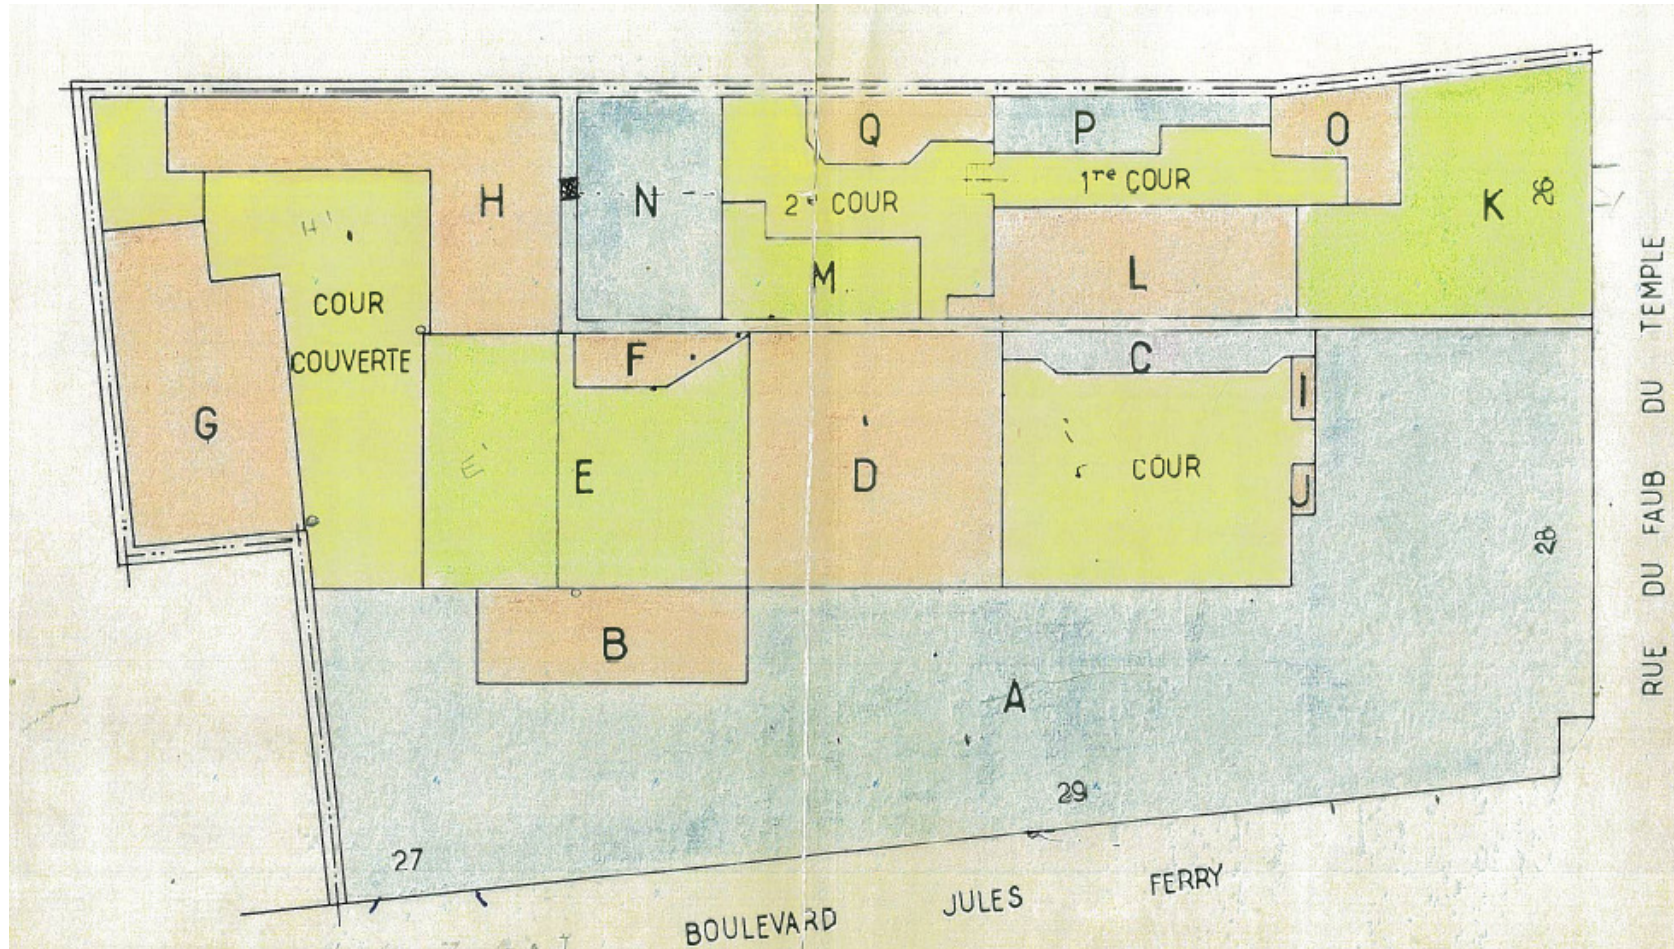 Q
P
O
1re COUR
H
N
2e COUR
K
26
M
L
H'
COUR
COUVERTE
F
C
I
G
E'
E
D
COUR
J
28
B
A
29
27
BOULEVARD JULES FERRY
RUE DU FAUB DU TEMPLE